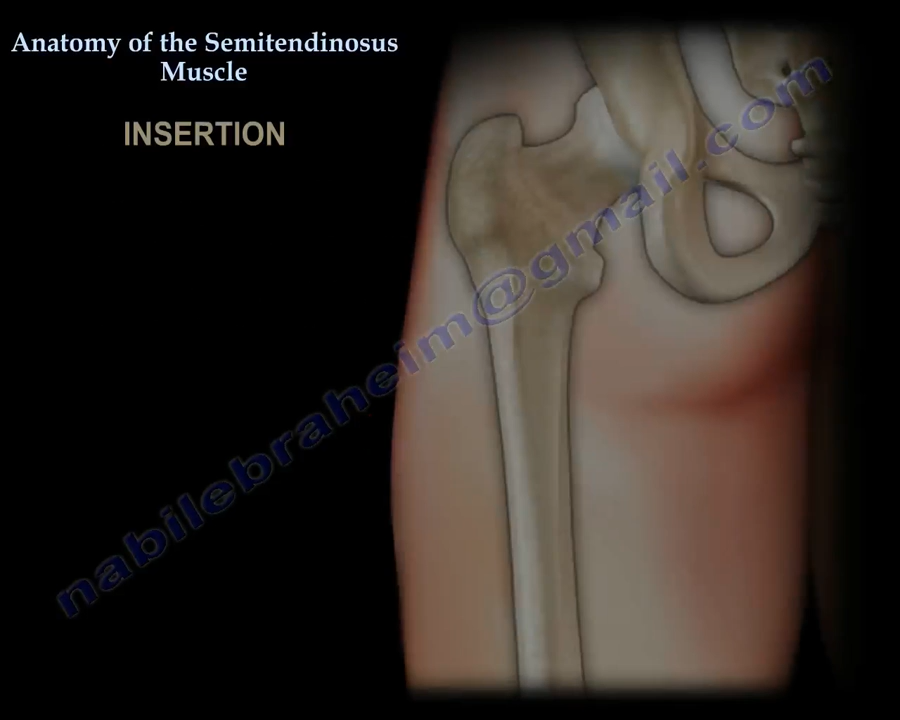 Anatomy of the Semitendinosus
Muscle
INSERTION
nabilebraheim@gmail.com